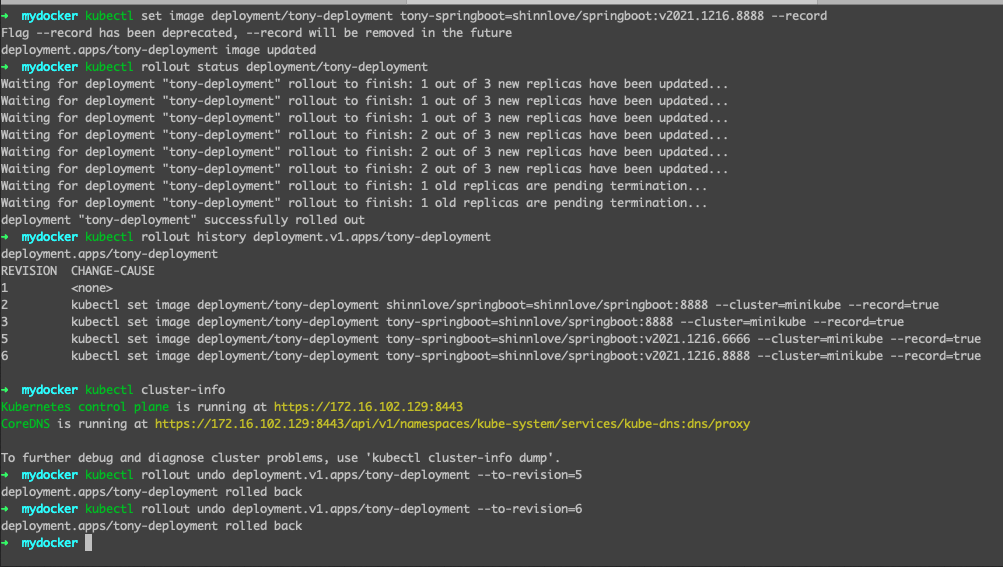 → mydocker kubectl set image deployment/tony-deployment tony-springboot=shinnlove/springboot:v2021.1216.8888 --record
Flag --record has been deprecated, --record will be removed in the future
deployment.apps/tony-deployment image updated
→ mydocker kubectl rollout status deployment/tony-deployment
Waiting for deployment "tony-deployment" rollout to finish: 1 out of 3 new replicas have been updated...
Waiting for deployment "tony-deployment" rollout to finish: 1 out of 3 new replicas have been updated...
Waiting for deployment "tony-deployment" rollout to finish: 1 out of 3 new replicas have been updated...
Waiting for deployment "tony-deployment" rollout to finish: 2 out of 3 new replicas have been updated...
Waiting for deployment "tony-deployment" rollout to finish: 2 out of 3 new replicas have been updated...
Waiting for deployment "tony-deployment" rollout to finish: 2 out of 3 new replicas have been updated...
Waiting for deployment "tony-deployment" rollout to finish: 1 old replicas are pending termination...
Waiting for deployment "tony-deployment" rollout to finish: 1 old replicas are pending termination...
deployment "tony-deployment" successfully rolled out
→ mydocker kubectl rollout history deployment.v1.apps/tony-deployment
deployment.apps/tony-deployment
REVISION  CHANGE-CAUSE
1         <none>
2         kubectl set image deployment/tony-deployment shinnlove/springboot=shinnlove/springboot:8888 --cluster=minikube --record=true
3         kubectl set image deployment/tony-deployment tony-springboot=shinnlove/springboot:8888 --cluster=minikube --record=true
5         kubectl set image deployment/tony-deployment tony-springboot=shinnlove/springboot:v2021.1216.6666 --cluster=minikube --record=true
6         kubectl set image deployment/tony-deployment tony-springboot=shinnlove/springboot:v2021.1216.8888 --cluster=minikube --record=true
→ mydocker kubectl cluster-info
Kubernetes control plane is running at https://172.16.102.129:8443
CoreDNS is running at https://172.16.102.129:8443/api/v1/namespaces/kube-system/services/kube-dns:dns/proxy
To further debug and diagnose cluster problems, use 'kubectl cluster-info dump'.
→ mydocker kubectl rollout undo deployment.v1.apps/tony-deployment --to-revision=5
deployment.apps/tony-deployment rolled back
→ mydocker kubectl rollout undo deployment.v1.apps/tony-deployment --to-revision=6
deployment.apps/tony-deployment rolled back
→ mydocker